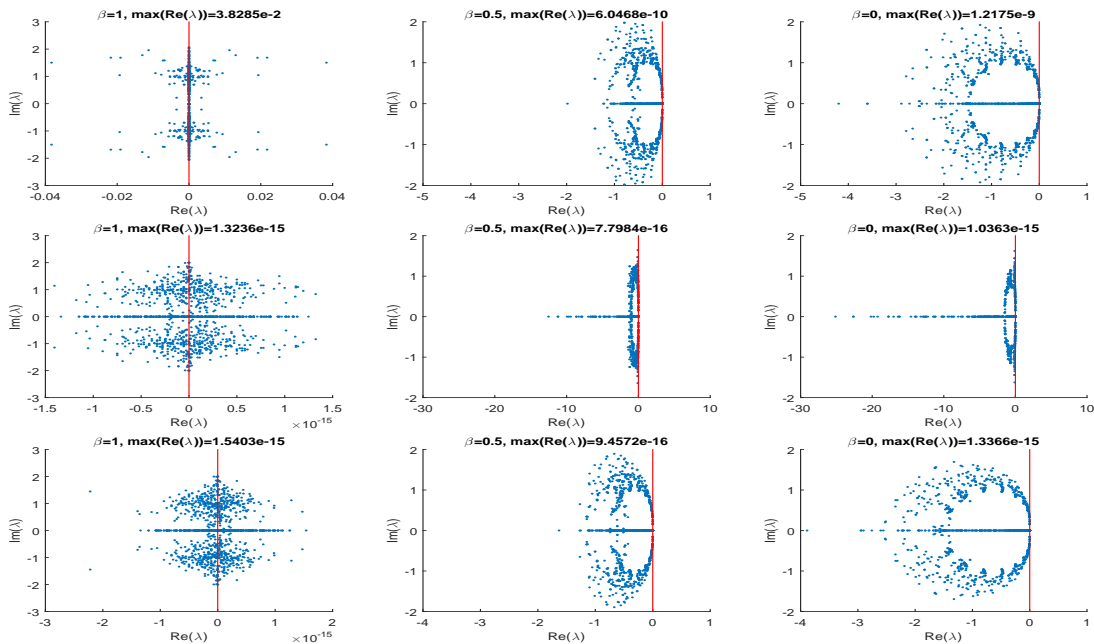 β=1, max(Re(λ))=3.8285e-2
3
2
1
0
-1
-2
-3
Im(λ)
-0.04 -0.02 0 0.02 0.04
Re(λ)
β=0.5, max(Re(λ))=6.0468e-10
2
1
0
-1
-2
Im(λ)
-5 -4 -3 -2 -1 0 1
Re(λ)
β=0, max(Re(λ))=1.2175e-9
2
1
0
-1
-2
Im(λ)
-5 -4 -3 -2 -1 0 1
Re(λ)
β=1, max(Re(λ))=1.3236e-15
3
2
1
0
-1
-2
-3
Im(λ)
-1.5 -1 -0.5 0 0.5 1 1.5
Re(λ) ×10⁻¹⁵
β=0.5, max(Re(λ))=7.7984e-16
2
1
0
-1
-2
Im(λ)
-30 -20 -10 0 10
Re(λ)
β=0, max(Re(λ))=1.0363e-15
2
1
0
-1
-2
Im(λ)
-30 -20 -10 0 10
Re(λ)
β=1, max(Re(λ))=1.5403e-15
3
2
1
0
-1
-2
-3
Im(λ)
-3 -2 -1 0 1 2
Re(λ) ×10⁻¹⁵
β=0.5, max(Re(λ))=9.4572e-16
2
1
0
-1
-2
Im(λ)
-4 -3 -2 -1 0 1
Re(λ)
β=0, max(Re(λ))=1.3366e-15
2
1
0
-1
-2
Im(λ)
-4 -3 -2 -1 0 1
Re(λ)